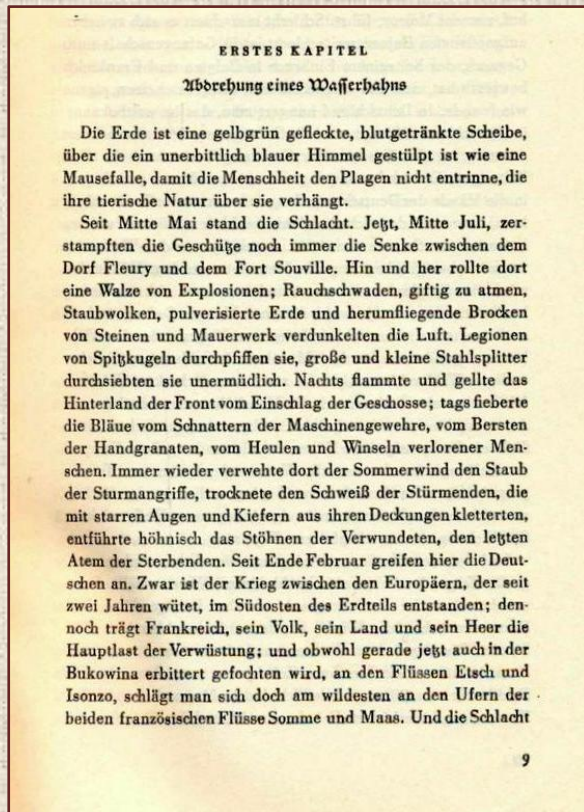 ERSTES KAPITEL
Abdrehung eines Wasserhahns
Die Erde ist eine gelbgrün gefleckte, blutgetränkte Scheibe,
über die ein unerbittlich blauer Himmel gestülpt ist wie eine
Mausefalle, damit die Menschheit den Plagen nicht entrinne, die
ihre tierische Natur über sie verhängt.
Seit Mitte Mai stand die Schlacht. Jetzt, Mitte Juli, zer-
stampften die Geschütze noch immer die Senke zwischen dem
Dorf Fleury und dem Fort Souville. Hin und her rollte dort
eine Walze von Explosionen; Rauchschwaden, giftig zu atmen,
Staubwolken, pulverisierte Erde und herumfliegende Brocken
von Steinen und Mauerwerk verdunkelten die Luft. Legionen
von Spitzkugeln durchpfiffen sie, große und kleine Stahlsplitter
durchsiebten sie unermüdlich. Nachts flammte und gellte das
Hinterland der Front vom Einschlag der Geschosse; tags fieberte
die Bläue vom Schnattern der Maschinengewehre, vom Bersten
der Handgranaten, vom Heulen und Winseln verlorener Men-
schen. Immer wieder verwehte dort der Sommerwind den Staub
der Sturmangriffe, trocknete den Schweiß der Stürmenden, die
mit starren Augen und Kiefern aus ihren Deckungen kletterten,
entführte höhnisch das Stöhnen der Verwundeten, den letzten
Atem der Sterbenden. Seit Ende Februar greifen hier die Deut-
schen an. Zwar ist der Krieg zwischen den Europäern, der seit
zwei Jahren wütet, im Südosten des Erdteils entstanden; den-
noch trägt Frankreich, sein Volk, sein Land und sein Heer die
Hauptlast der Verwüstung; und obwohl gerade jetzt auch in der
Bukowina erbittert gefochten wird, an den Flüssen Etsch und
Isonzo, schlägt man sich doch am wildesten an den Ufern der
beiden französischen Flüsse Somme und Maas. Und die Schlacht
9